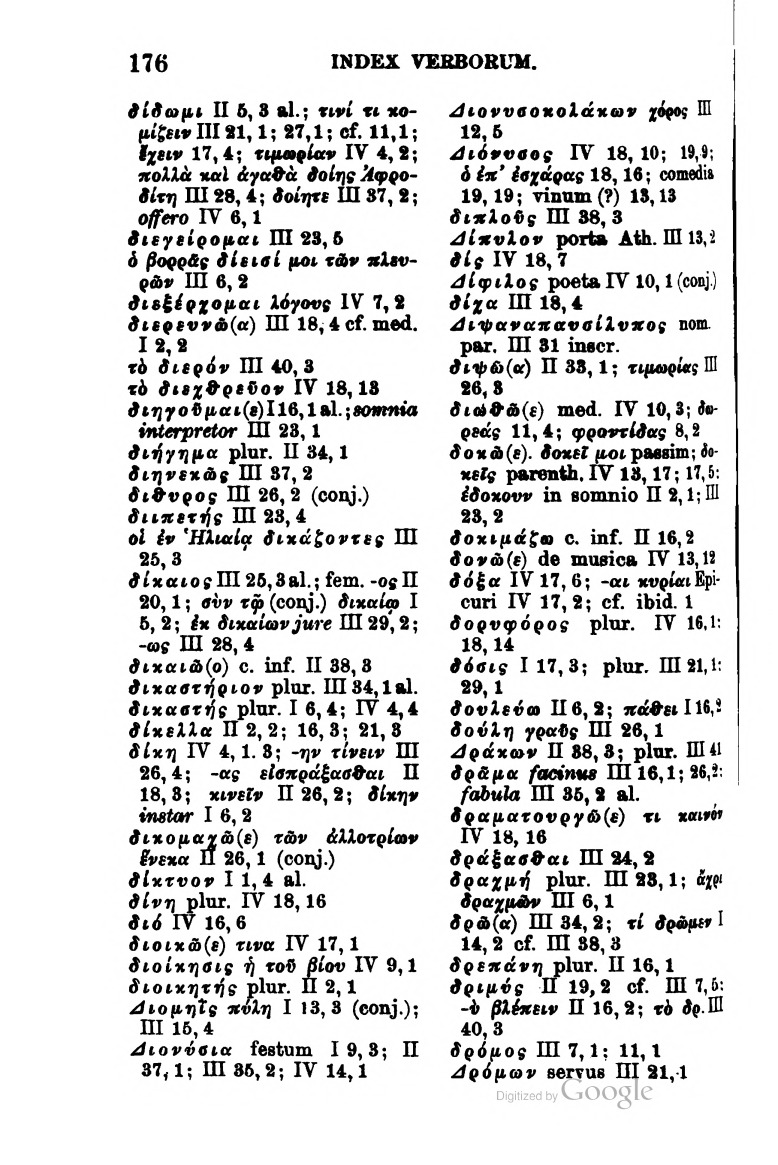 176 INDEX VERBORUM.
δίδωμι II 5, 3 al.; τινί τι κο-
μίζειν III 21, 1; 27, 1; cf. 11, 1;
ἔχειν 17, 4; τιμωρίαν IV 4, 2;
πολλὰ καὶ ἀγαθὰ δοίης Ἀφρο-
δίτη III 28, 4; δοίητε III 37, 2;
offero IV 6, 1
διεγείρομαι III 23, 5
ὁ βορρᾶς δίεισί μοι τῶν πλευ-
ρῶν III 6, 2
διεξέρχομαι λόγους IV 7, 2
διερευνῶ(α) III 18, 4 cf. med.
I 2, 2
τὸ διερόν III 40, 3
τὸ διεχθρεῦον IV 18, 13
διηγοῦμαι(ε) I 16, 1 al.; somnia
interpretor III 23, 1
διήγημα plur. II 34, 1
διηνεκῶς III 37, 2
δίθυρος III 26, 2 (conj.)
διιπετής III 23, 4
οἱ ἐν Ἡλιαίᾳ δικάζοντες III
25, 3
δίκαιος III 25, 3 al.; fem. -ος II
20, 1; σὺν τῷ (conj.) δικαίῳ I
5, 2; ἐκ δικαίων jure III 29, 2;
-ως III 28, 4
δικαιῶ(ο) c. inf. II 38, 3
δικαστήριον plur. III 34, 1 al.
δικαστής plur. I 6, 4; IV 4, 4
δίκελλα II 2, 2; 16, 3; 21, 3
δίκη IV 4, 1. 3; -ην τίνειν III
26, 4; -ας εἰσπράξασθαι II
18, 3; κινεῖν II 26, 2; δίκην
instar I 6, 2
δικομαχῶ(ε) τῶν ἀλλοτρίων
ἕνεκα II 26, 1 (conj.)
δίκτυον I 1, 4 al.
δίνη plur. IV 18, 16
διό IV 16, 6
διοικῶ(ε) τινα IV 17, 1
διοίκησις ἡ τοῦ βίου IV 9, 1
διοικητής plur. II 2, 1
Διομηῒς πύλη I 13, 3 (conj.);
III 15, 4
Διονύσια festum I 9, 3; II
37, 1; III 35, 2; IV 14, 1
Διονυσοκολάκων χόρος III
12, 5
Διόνυσος IV 18, 10; 19, 9;
ὁ ἐπ' ἐσχάρας 18, 16; comedia
19, 19; vinum (?) 13, 13
διπλοῦς III 38, 3
Δίπυλον porta Ath. III 13, 2
δίς IV 18, 7
Δίφιλος poeta IV 10, 1 (conj.)
δίχα III 18, 4
Διψαναπαυσίλυπος nom.
par. III 31 inscr.
διψῶ(α) II 33, 1; τιμωρίας III
26, 3
διωθῶ(ε) med. IV 10, 3; δω-
ρεάς 11, 4; φροντίδας 8, 2
δοκῶ(ε). δοκεῖ μοι passim; δο-
κεῖς parenth. IV 13, 17; 17, 5:
ἐδόκουν in somnio II 2, 1; III
23, 2
δοκιμάζω c. inf. II 16, 2
δονῶ(ε) de musica IV 13, 12
δόξα IV 17, 6; -αι κυρίαι Epi-
curi IV 17, 2; cf. ibid. 1
δορυφόρος plur. IV 16, 1:
18, 14
δόσις I 17, 3; plur. III 21, 1:
29, 1
δουλεύω II 6, 2; πάθει I 16, 2
δούλη γραῦς III 26, 1
Δράκων II 38, 3; plur. III 41
δρᾶμα facinus III 16, 1; 26, 2:
fabula III 35, 2 al.
δραματουργῶ(ε) τι καινόν
IV 18, 16
δράξασθαι III 24, 2
δραχμή plur. III 23, 1; ἄχρι
δραχμῶν III 6, 1
δρῶ(α) III 34, 2; τί δρῶμεν I
14, 2 cf. III 38, 3
δρεπάνη plur. II 16, 1
δριμύς II 19, 2 cf. III 7, 5:
-ὺ βλέπειν II 16, 2; τὸ δρ. III
40, 3
δρόμος III 7, 1; 11, 1
Δρόμων servus III 21, 1
Digitized by Google